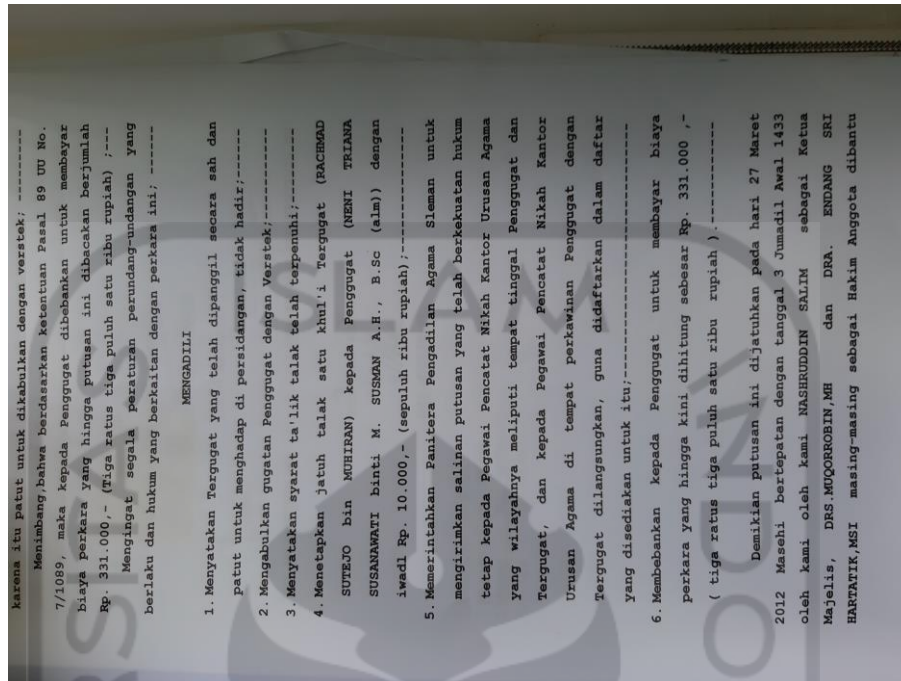 karena itu patut untuk dikabulkan dengan verstek; ----------
Menimbang,bahwa berdasarkan ketentuan Pasal 89 UU No.
7/1089, maka kepada Penggugat dibebankan untuk membayar
biaya perkara yang hingga putusan ini dibacakan berjumlah
Rp. 331.000,- (Tiga ratus tiga puluh satu ribu rupiah) ;---
Mengingat segala peraturan perundang-undangan yang
berlaku dan hukum yang berkaitan dengan perkara ini; -----
MENGADILI
1. Menyatakan Tergugat yang telah dipanggil secara sah dan
patut untuk menghadap di persidangan, tidak hadir;------
2. Mengabulkan gugatan Penggugat dengan Verstek;-----------
3. Menyatakan syarat ta'lik talak telah terpenuhi;---------
4. Menetapkan jatuh talak satu khul'i Tergugat (RACHMAD
SUTEJO bin MUHIRAN) kepada Penggugat (NENI TRIANA
SUSANAWATI binti M. SUSMAN A.H., B.Sc (alm)) dengan
iwadl Rp. 10.000,- (sepuluh ribu rupiah);---------------
5. Memerintahkan Panitera Pengadilan Agama Sleman untuk
mengirimkan salinan putusan yang telah berkekuatan hukum
tetap kepada Pegawai Pencatat Nikah Kantor Urusan Agama
yang wilayahnya meliputi tempat tinggal Penggugat dan
Tergugat, dan kepada Pegawai Pencatat Nikah Kantor
Urusan Agama di tempat perkawinan Penggugat dengan
Tergugat dilangsungkan, guna didaftarkan dalam daftar
yang disediakan untuk itu;------------------------------
6. Membebankan kepada Penggugat untuk membayar biaya
perkara yang hingga kini dihitung sebesar Rp. 331.000 ,-
( tiga ratus tiga puluh satu ribu rupiah ).----------
Demikian putusan ini dijatuhkan pada hari 27 Maret
2012 Masehi bertepatan dengan tanggal 3 Jumadil Awal 1433
oleh kami oleh kami NASHRUDDIN SALIM sebagai Ketua
Majelis, DRS.MUQORROBIN,MH dan DRA. ENDANG SRI
HARTATIK,MSI masing-masing sebagai Hakim Anggota dibantu
ISLAM